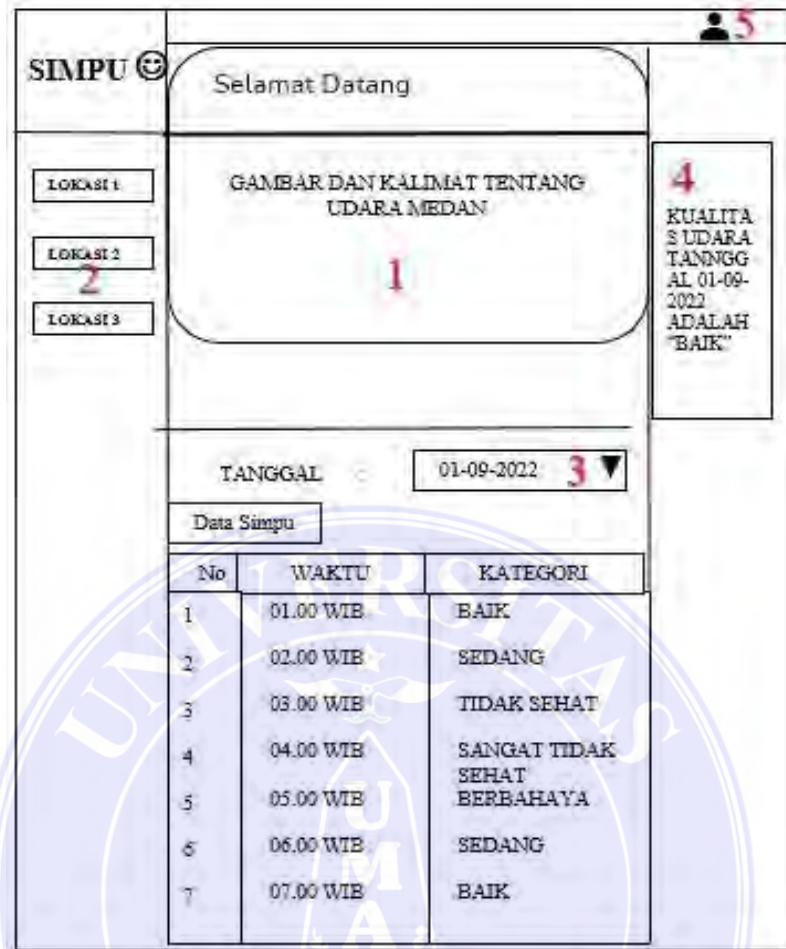 5
SIMPU
Selamat Datang
LOKASI 1
LOKASI 2
2
LOKASI 3
GAMBAR DAN KALIMAT TENTANG
UDARA MEDAN
1
4
KUALITA
S UDARA
TANNGG
AL 01-09-
2022
ADALAH
"BAIK"
TANGGAL : 01-09-2022 3
Data Simpu
No WAKTU KATEGORI
1 01.00 WIB BAIK
2 02.00 WIB SEDANG
3 03.00 WIB TIDAK SEHAT
4 04.00 WIB SANGAT TIDAK
SEHAT
5 05.00 WIB BERBAHAYA
6 06.00 WIB SEDANG
7 07.00 WIB BAIK
UNIVERSITAS
UMA